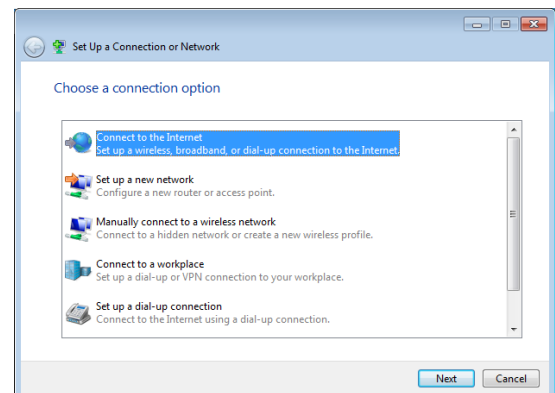 Set Up a Connection or Network
Choose a connection option
Connect to the Internet
Set up a wireless, broadband, or dial-up connection to the Internet.
Set up a new network
Configure a new router or access point.
Manually connect to a wireless network
Connect to a hidden network or create a new wireless profile.
Connect to a workplace
Set up a dial-up or VPN connection to your workplace.
Set up a dial-up connection
Connect to the Internet using a dial-up connection.
Next Cancel